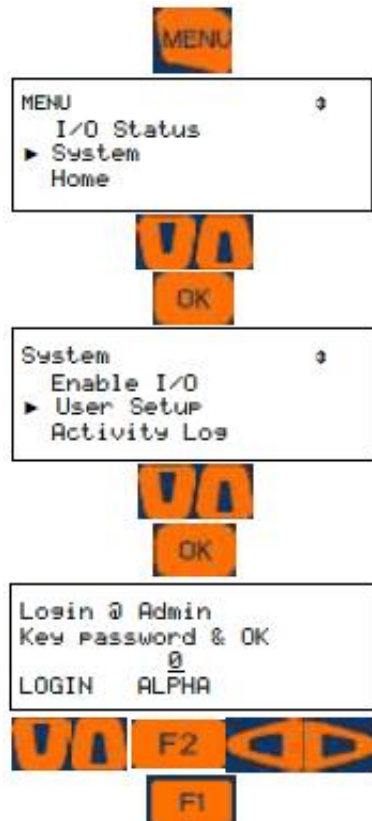 MENU
MENU
I/O Status
► System
Home
OK
System
Enable I/O
► User Setup
Activity Log
OK
Login @ Admin
Key password & OK
0
LOGIN ALPHA
F2
F1